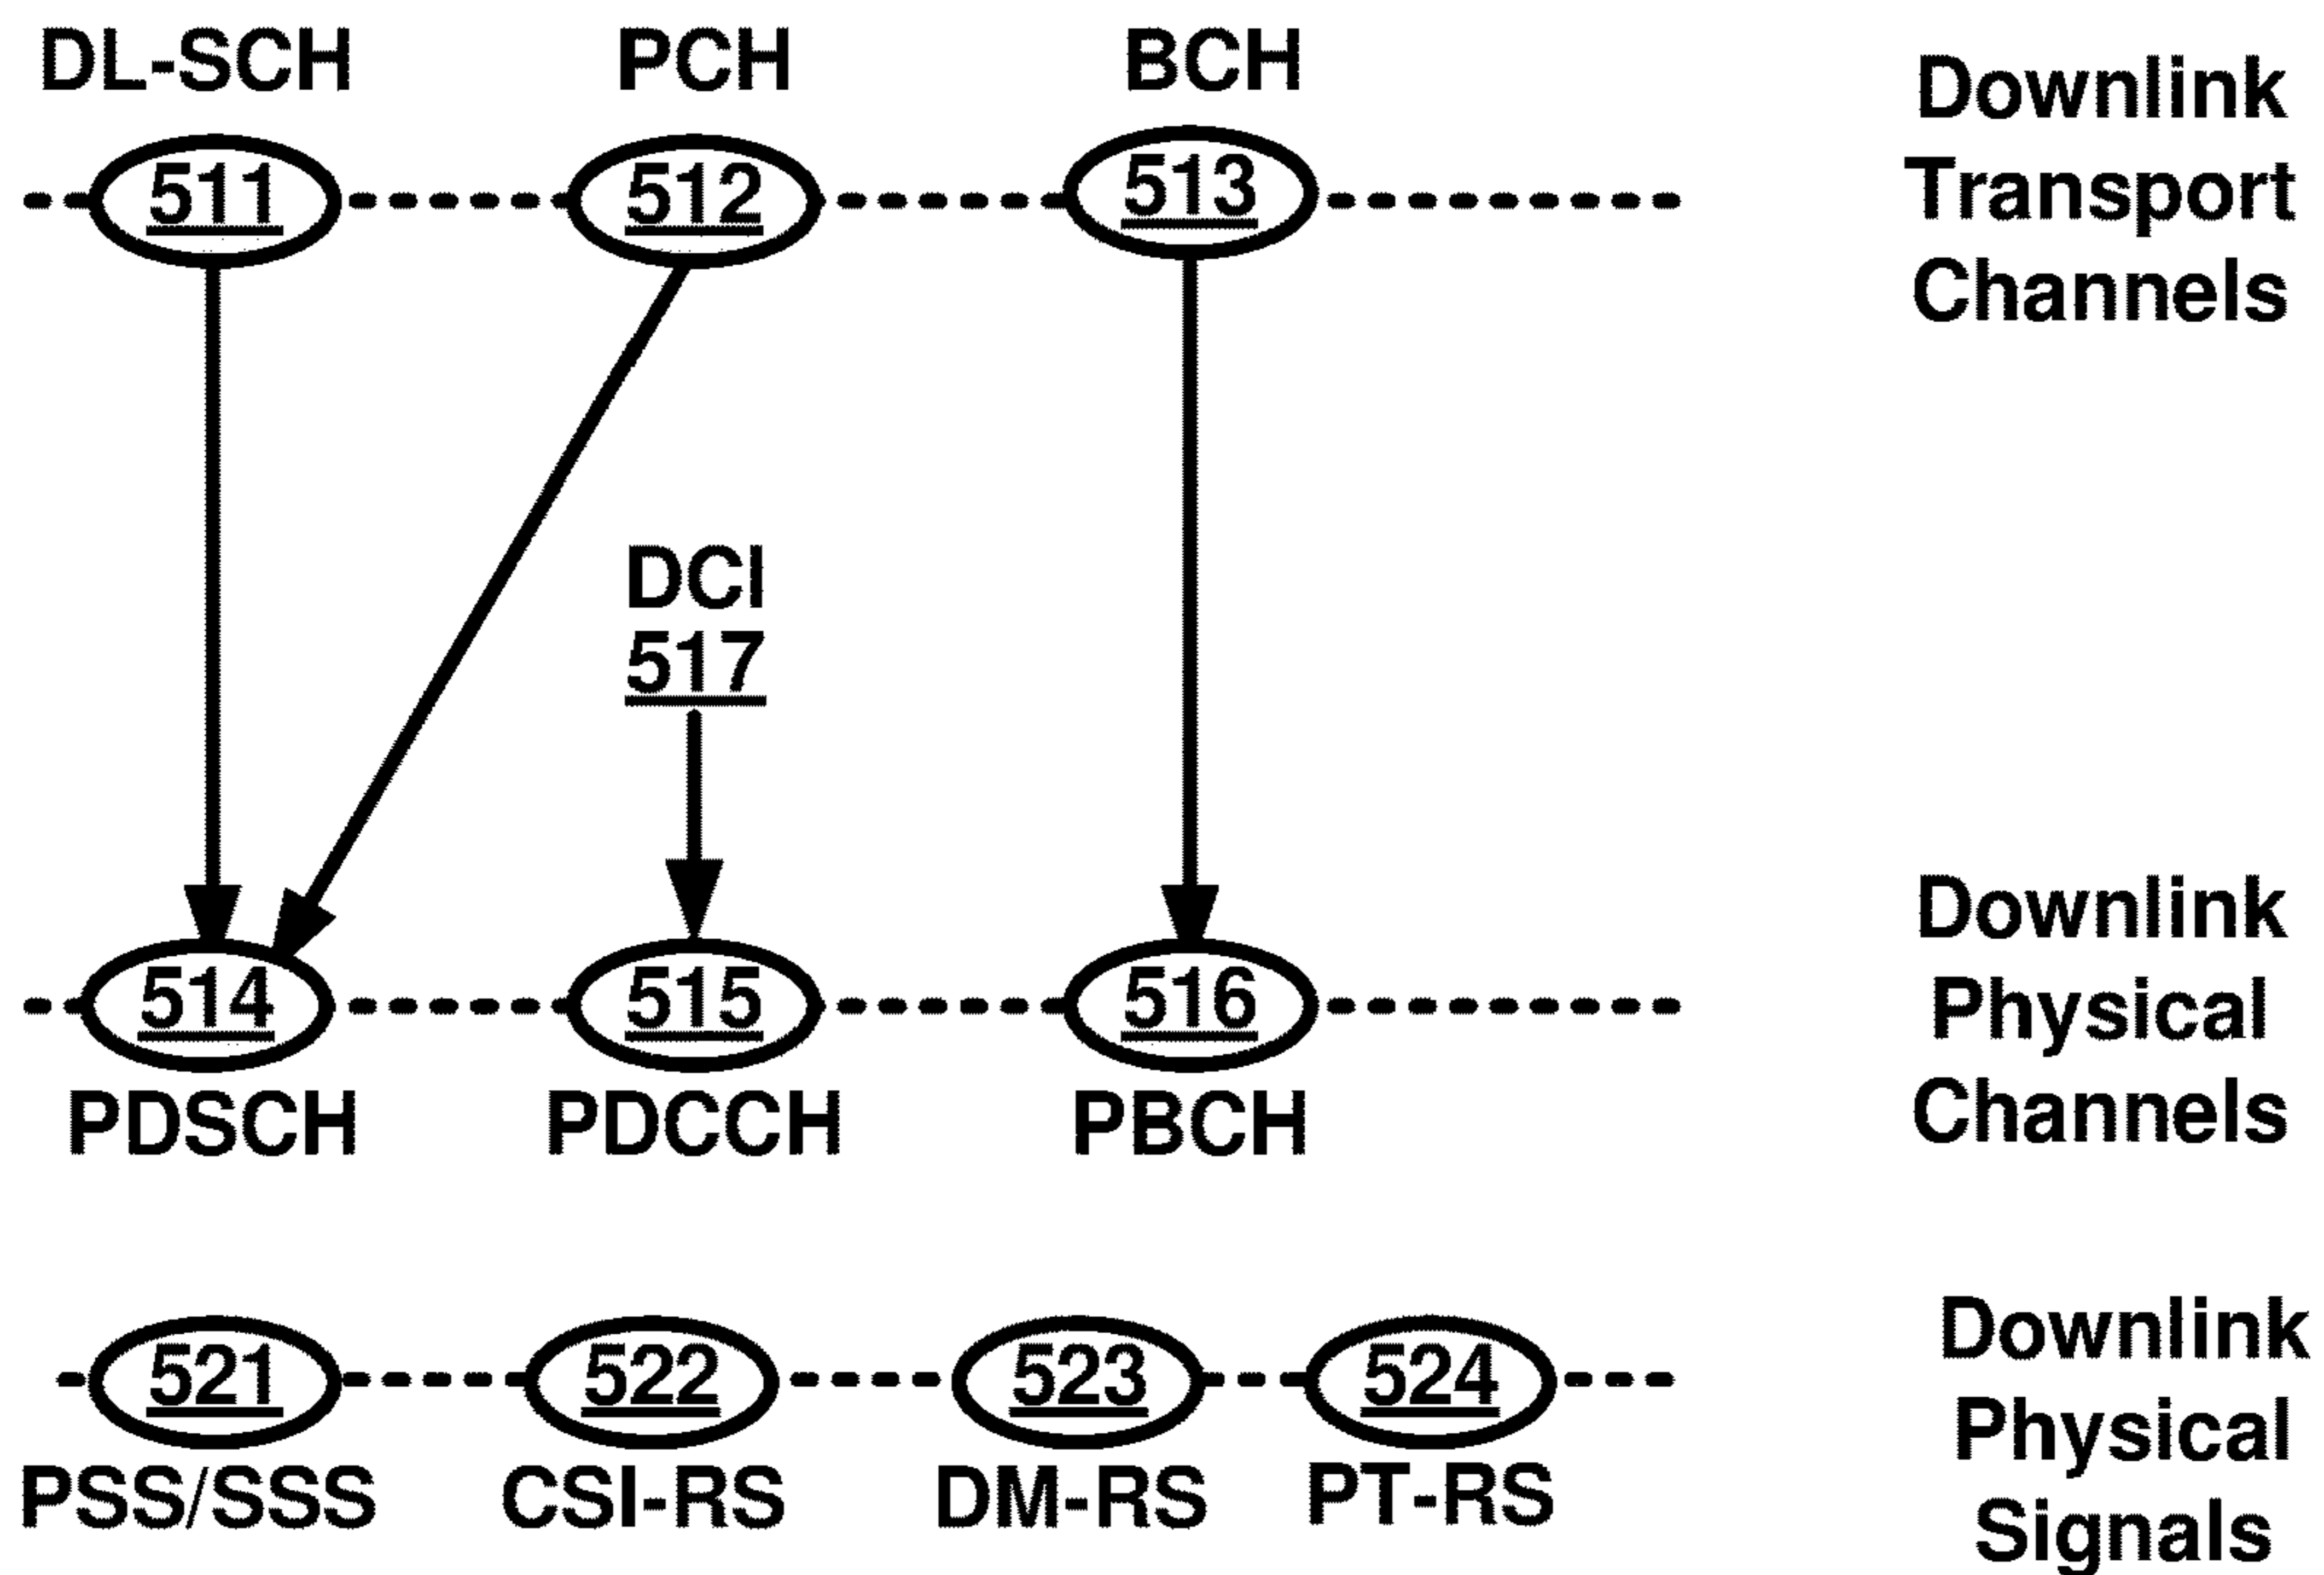 DL-SCH
PCH
BCH
511
512
513
Downlink
Transport
Channels
DCI
517
514
515
516
PDSCH
PDCCH
PBCH
Downlink
Physical
Channels
521
522
523
524
PSS/SSS
CSI-RS
DM-RS
PT-RS
Downlink
Physical
Signals